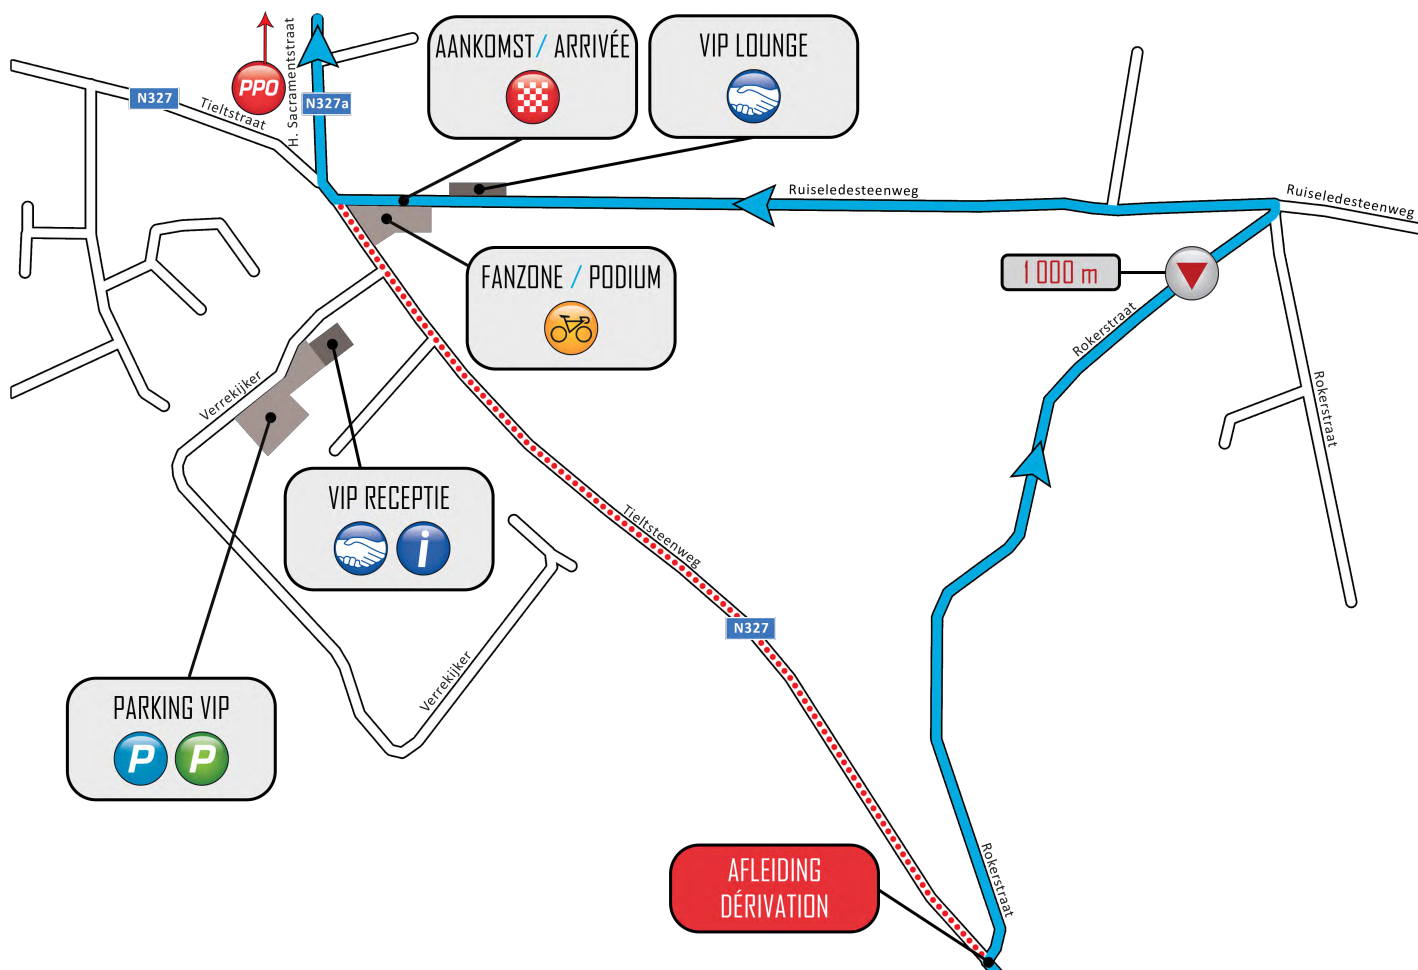 AANKOMST / ARRIVÉE
VIP LOUNGE
PPO
H. Sacramentstraat
N327
N327a
Tieltstraat
Ruiseledesteenweg
Ruiseledesteenweg
FANZONE / PODIUM
1 000 m
Rokerstraat
Rokerstraat
Verrekijker
VIP RECEPTIE
i
Tieltsteenweg
N327
Verrekijker
PARKING VIP
P P
AFLEIDING
DÉRIVATION
Rokerstraat